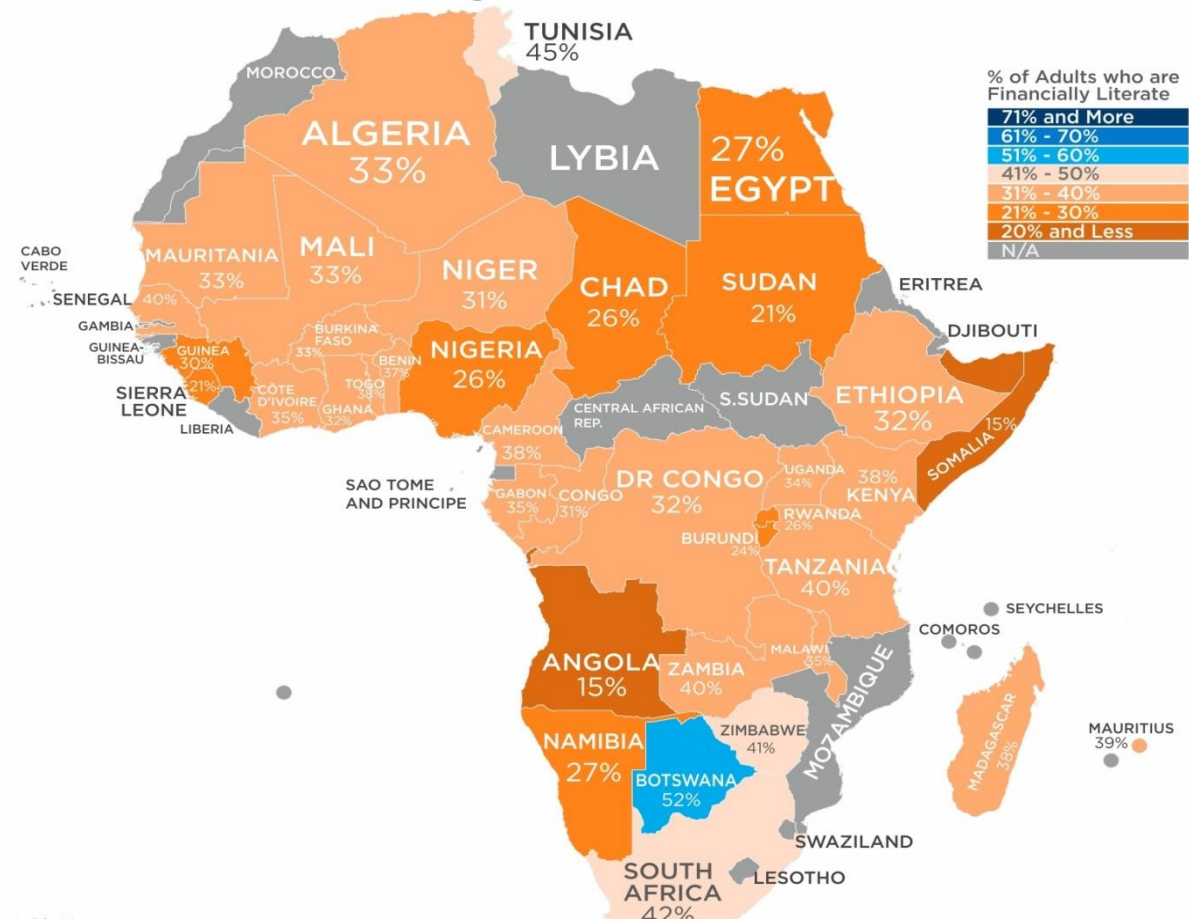 TUNISIA
45%
MOROCCO
ALGERIA
33%
LYBIA
27%
EGYPT
% of Adults who are
Financially Literate
71% and More
61% - 70%
51% - 60%
41% - 50%
31% - 40%
21% - 30%
20% and Less
N/A
CABO
VERDE
MAURITANIA
33%
MALI
33%
NIGER
31%
CHAD
26%
SUDAN
21%
ERITREA
SENEGAL
40%
GAMBIA
GUINEA-
BISSAU
GUINEA
30%
BURKINA
FASO
33%
BENIN
37%
NIGERIA
26%
DJIBOUTI
SIERRA
LEONE
21%
LIBERIA
CÔTE
D'IVOIRE
35%
GHANA
32%
TOGO
38%
CAMEROON
38%
CENTRAL AFRICAN
REP.
S.SUDAN
ETHIOPIA
32%
SOMALIA
15%
SAO TOME
AND PRINCIPE
GABON
35%
CONGO
31%
DR CONGO
32%
UGANDA
34%
38%
KENYA
RWANDA
26%
BURUNDI
24%
TANZANIA
40%
SEYCHELLES
COMOROS
ANGOLA
15%
ZAMBIA
40%
MALAWI
35%
MOZAMBIQUE
MADAGASCAR
38%
MAURITIUS
39%
NAMIBIA
27%
BOTSWANA
52%
ZIMBABWE
41%
SWAZILAND
SOUTH
AFRICA
42%
LESOTHO